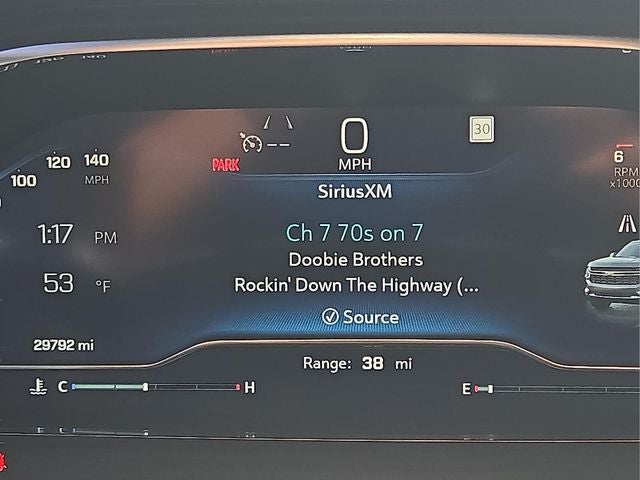 0
MPH
30
PARK
--
100 120 140
MPH
6
RPM
x1000
SiriusXM
Ch 7 70s on 7
Doobie Brothers
Rockin' Down The Highway (...
Source
1:17 PM
53 °F
29792 mi
Range: 38 mi
C H
E